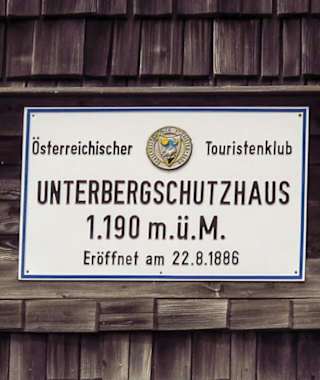 Österreichischer Touristenklub
UNTERBERGSCHUTZHAUS
1.190 m.ü.M.
Eröffnet am 22.8.1886